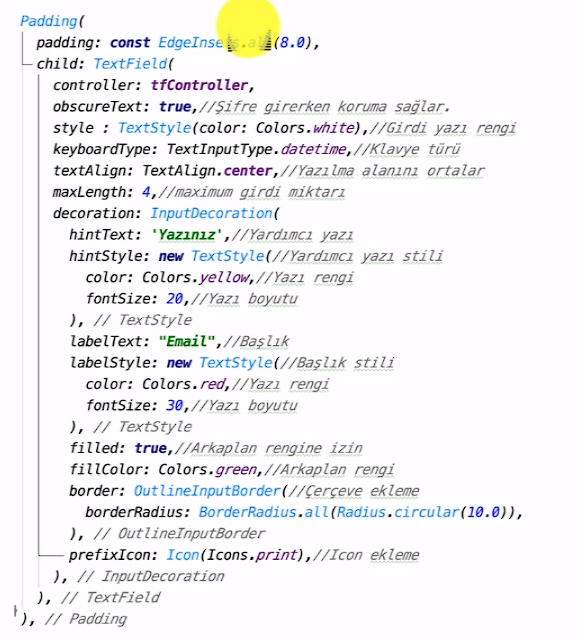 Padding(
padding: const EdgeInsets.all(8.0),
child: TextField(
controller: tfController,
obscureText: true,//Şifre girerken koruma sağlar.
style : TextStyle(color: Colors.white),//Girdi yazı rengi
keyboardType: TextInputType.datetime,//Klavye türü
textAlign: TextAlign.center,//Yazılma alanını ortalar
maxLength: 4,//maximum girdi miktarı
decoration: InputDecoration(
hintText: 'Yazınız',//Yardımcı yazı
hintStyle: new TextStyle(//Yardımcı yazı stili
color: Colors.yellow,//Yazı rengi
fontSize: 20,//Yazı boyutu
), // TextStyle
labelText: "Email",//Başlık
labelStyle: new TextStyle(//Başlık stili
color: Colors.red,//Yazı rengi
fontSize: 30,//Yazı boyutu
), // TextStyle
filled: true,//Arkaplan rengine izin
fillColor: Colors.green,//Arkaplan rengi
border: OutlineInputBorder(//Çerçeve ekleme
borderRadius: BorderRadius.all(Radius.circular(10.0)),
), // OutlineInputBorder
prefixIcon: Icon(Icons.print),//Icon ekleme
), // InputDecoration
), // TextField
), // Padding